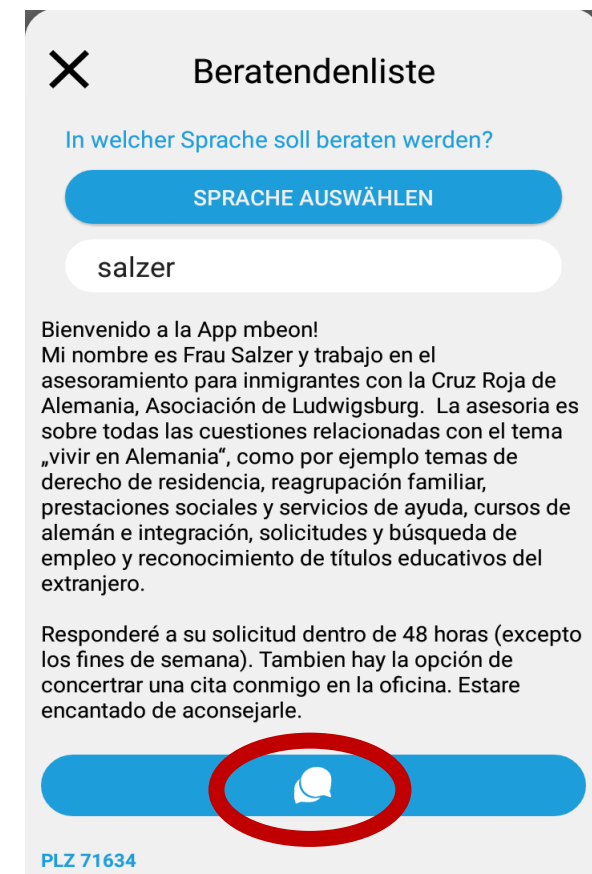 Beratendenliste
In welcher Sprache soll beraten werden?
SPRACHE AUSWÄHLEN
salzer
Bienvenido a la App mbeon!
Mi nombre es Frau Salzer y trabajo en el
asesoramiento para inmigrantes con la Cruz Roja de
Alemania, Asociación de Ludwigsburg.  La asesoria es
sobre todas las cuestiones relacionadas con el tema
„vivir en Alemania“, como por ejemplo temas de
derecho de residencia, reagrupación familiar,
prestaciones sociales y servicios de ayuda, cursos de
alemán e integración, solicitudes y búsqueda de
empleo y reconocimiento de títulos educativos del
extranjero.
Responderé a su solicitud dentro de 48 horas (excepto
los fines de semana). Tambien hay la opción de
concertrar una cita conmigo en la oficina. Estare
encantado de aconsejarle.
PLZ 71634